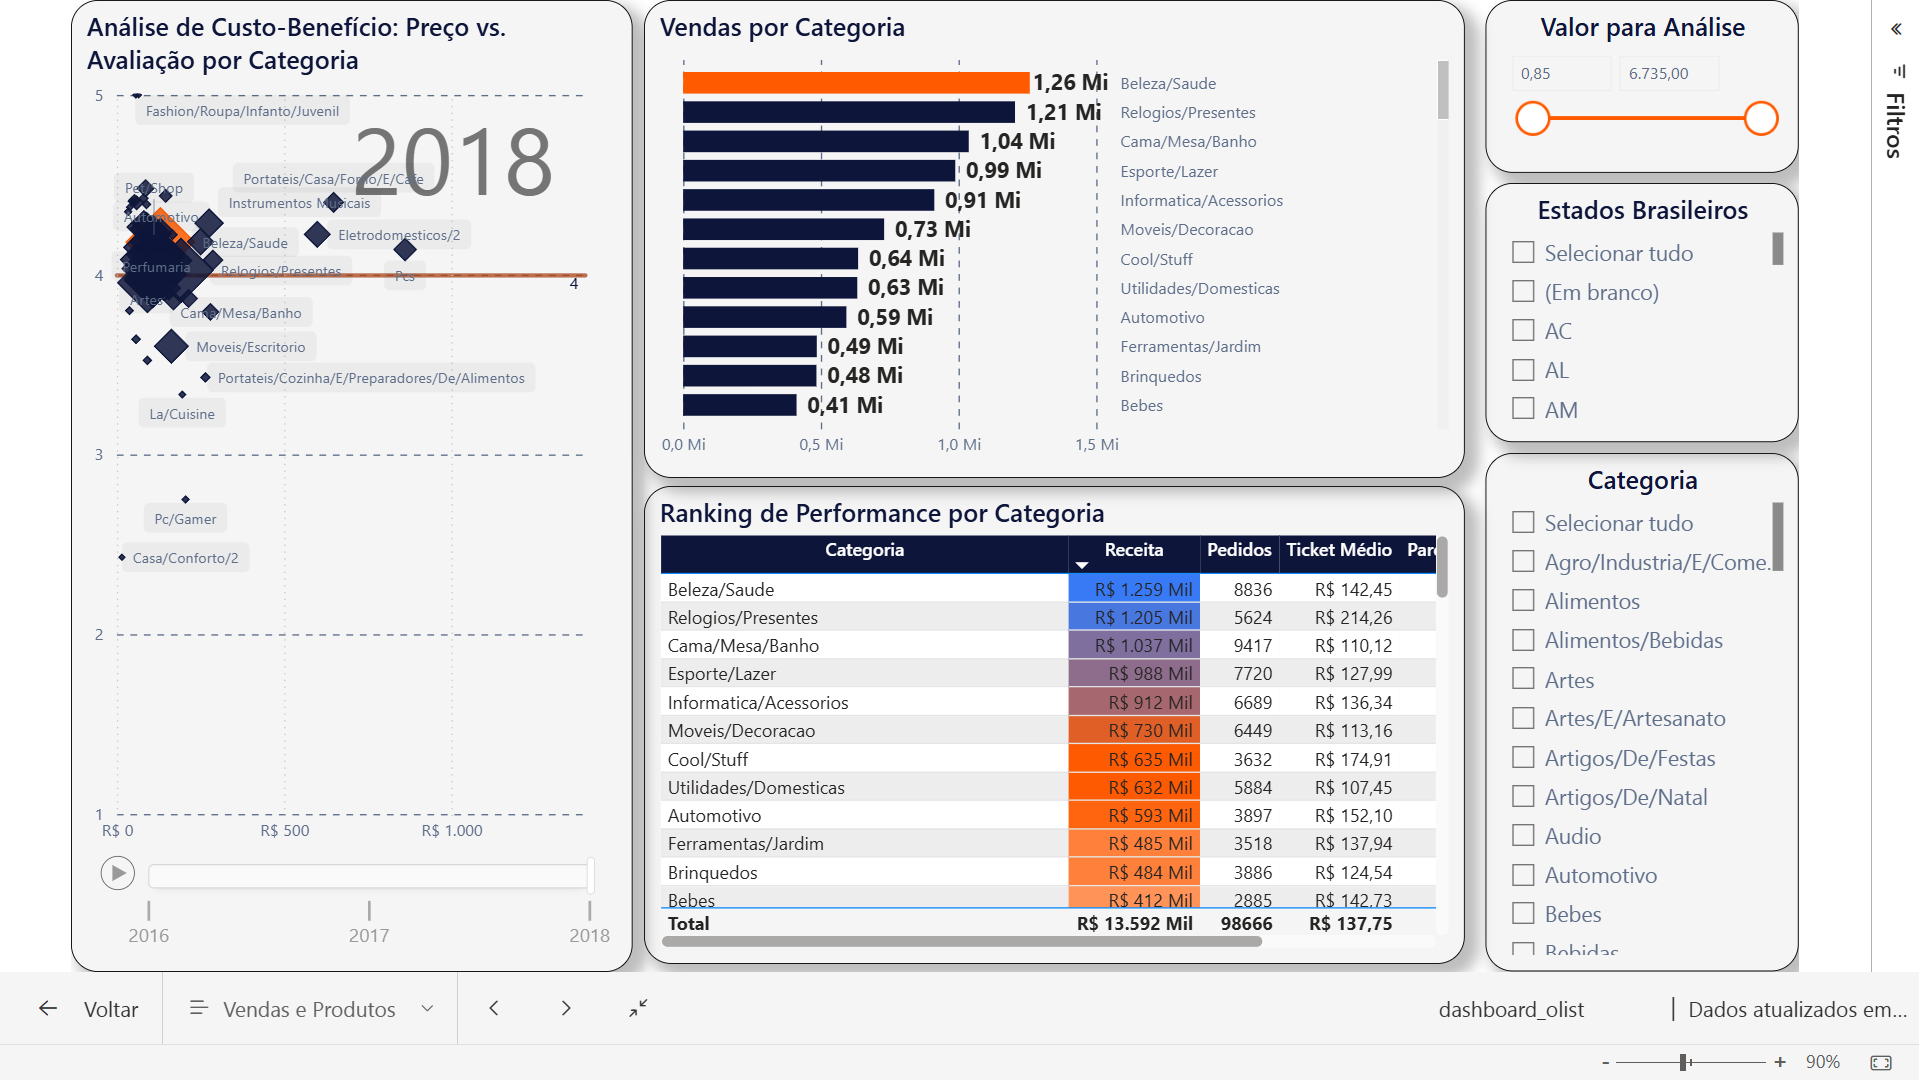 Análise de Custo-Benefício: Preço vs.
Avaliação por Categoria
5
Fashion/Roupa/Infanto/Juvenil
2018
Portateis/Casa/Forno/E/Cafe
Pet/Shop
Instrumentos Musicais
Automotivo
Eletrodomesticos/2
Beleza/Saude
Perfumaria
Relogios/Presentes
Pcs
4
4
Artes
Cama/Mesa/Banho
Moveis/Escritorio
Portateis/Cozinha/E/Preparadores/De/Alimentos
La/Cuisine
3
Pc/Gamer
Casa/Conforto/2
2
1
R$ 0
R$ 500
R$ 1.000
2016
2017
2018
Vendas por Categoria
1,26 Mi Beleza/Saude
1,21 Mi Relogios/Presentes
1,04 Mi Cama/Mesa/Banho
0,99 Mi Esporte/Lazer
0,91 Mi Informatica/Acessorios
0,73 Mi Moveis/Decoracao
0,64 Mi Cool/Stuff
0,63 Mi Utilidades/Domesticas
0,59 Mi Automotivo
0,49 Mi Ferramentas/Jardim
0,48 Mi Brinquedos
0,41 Mi Bebes
0,0 Mi 0,5 Mi 1,0 Mi 1,5 Mi
Ranking de Performance por Categoria
Categoria Receita Pedidos Ticket Médio
Beleza/Saude R$ 1.259 Mil 8836 R$ 142,45
Relogios/Presentes R$ 1.205 Mil 5624 R$ 214,26
Cama/Mesa/Banho R$ 1.037 Mil 9417 R$ 110,12
Esporte/Lazer R$ 988 Mil 7720 R$ 127,99
Informatica/Acessorios R$ 912 Mil 6689 R$ 136,34
Moveis/Decoracao R$ 730 Mil 6449 R$ 113,16
Cool/Stuff R$ 635 Mil 3632 R$ 174,91
Utilidades/Domesticas R$ 632 Mil 5884 R$ 107,45
Automotivo R$ 593 Mil 3897 R$ 152,10
Ferramentas/Jardim R$ 485 Mil 3518 R$ 137,94
Brinquedos R$ 484 Mil 3886 R$ 124,54
Bebes R$ 412 Mil 2885 R$ 142,73
Total R$ 13.592 Mil 98666 R$ 137,75
Valor para Análise
0,85 6.735,00
Estados Brasileiros
Selecionar tudo
(Em branco)
AC
AL
AM
Categoria
Selecionar tudo
Agro/Industria/E/Come...
Alimentos
Alimentos/Bebidas
Artes
Artes/E/Artesanato
Artigos/De/Festas
Artigos/De/Natal
Audio
Automotivo
Bebes
Bebidas
Filtros
Voltar
Vendas e Produtos
dashboard_olist
| Dados atualizados em...
- + 90%